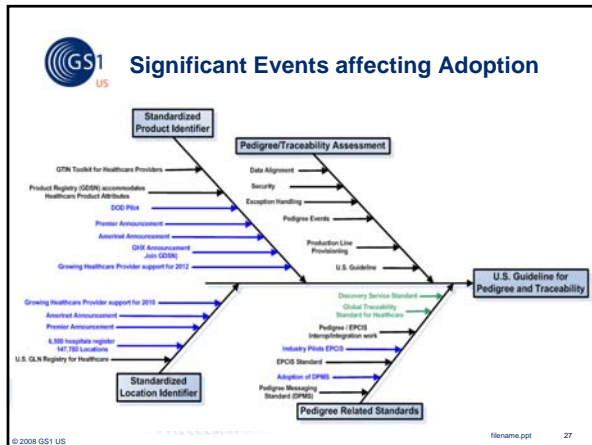 GS1
US
Significant Events affecting Adoption
Standardized
Product Identifier
GTIN Toolkit for Healthcare Providers
Product Registry (GDSN) accommodates
Healthcare Product Attributes
DOD Pilot
Premier Announcement
Amerinet Announcement
GHX Announcement
Join GDSN)
Growing Healthcare Provider support for 2012
Pedigree/Traceability Assessment
Data Alignment
Security
Exception Handling
Pedigree Events
Production Line
Provisioning
U.S. Guideline
U.S. Guideline for
Pedigree and Traceability
Growing Healthcare Provider support for 2010
Amerinet Announcement
Premier Announcement
6,500 hospitals register
147,780 Locations
U.S. GLN Registry for Healthcare
Standardized
Location Identifier
Discovery Service Standard
Global Traceability
Standard for Healthcare
Pedigree / EPCIS
Interop/Integration work
Industry Pilots EPCIS
EPCIS Standard
Adoption of DPMS
Pedigree Messaging
Standard (DPMS)
Pedigree Related Standards
© 2008 GS1 US
filename.ppt
27